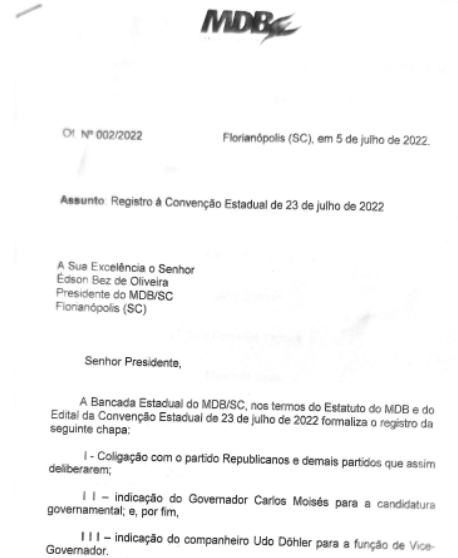 MDB
Of. Nº 002/2022
Florianópolis (SC), em 5 de julho de 2022.
Assunto: Registro à Convenção Estadual de 23 de julho de 2022
A Sua Excelência o Senhor
Édson Bez de Oliveira
Presidente do MDB/SC
Florianópolis (SC)
Senhor Presidente,
A Bancada Estadual do MDB/SC, nos termos do Estatuto do MDB e do
Edital da Convenção Estadual de 23 de julho de 2022 formaliza o registro da
seguinte chapa:
I - Coligação com o partido Republicanos e demais partidos que assim
deliberarem;
I I – indicação do Governador Carlos Moisés para a candidatura
governamental; e, por fim,
I I I – indicação do companheiro Udo Döhler para a função de Vice-
Governador.